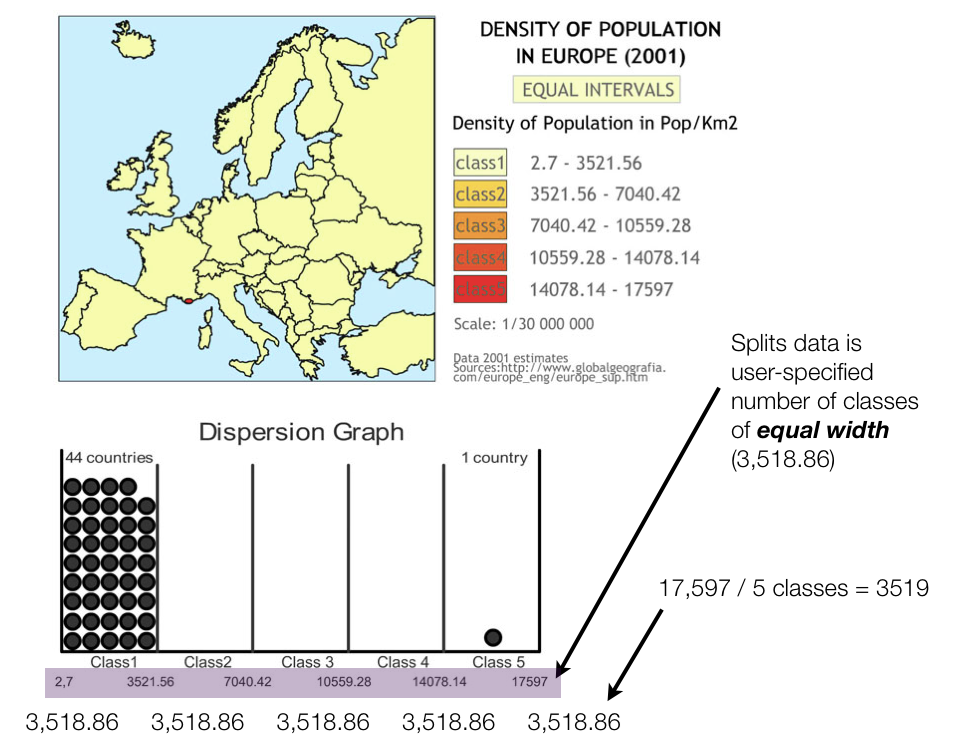 DENSITY OF POPULATION
IN EUROPE (2001)
EQUAL INTERVALS
Density of Population in Pop/Km2
class1 2.7 - 3521.56
class2 3521.56 - 7040.42
class3 7040.42 - 10559.28
class4 10559.28 - 14078.14
class5 14078.14 - 17597
Scale: 1/30 000 000
Data 2001 estimates
Sources:http://www.globalgeografia.
com/europe_eng/europe_sup.htm
Splits data is
user-specified
number of classes
of equal width
(3,518.86)
Dispersion Graph
44 countries 1 country
17,597 / 5 classes = 3519
Class1 Class2 Class 3 Class 4 Class 5
2,7 3521.56 7040.42 10559.28 14078.14 17597
3,518.86 3,518.86 3,518.86 3,518.86 3,518.86